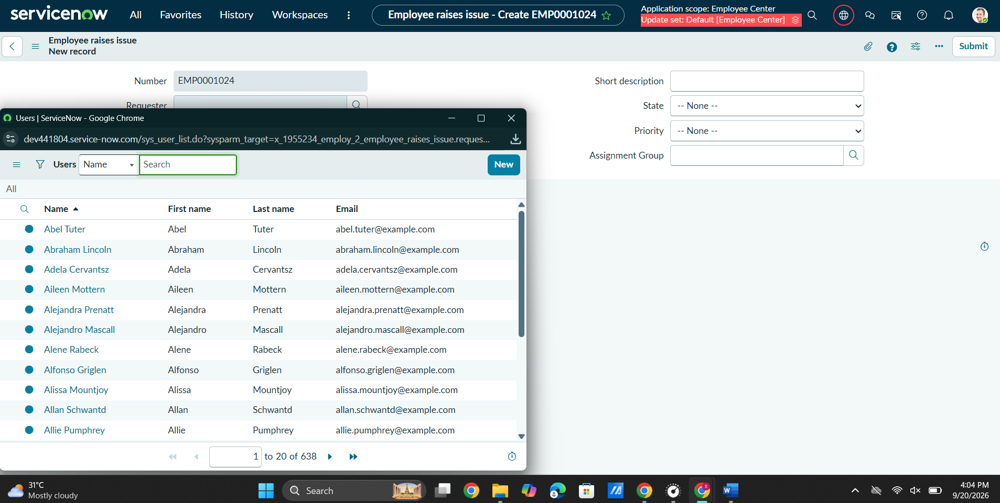 servicenow
All
Favorites
History
Workspaces
Employee raises issue - Create EMP0001024
Application scope: Employee Center
Update set: Default [Employee Center]
Employee raises issue
New record
Submit
Number
EMP0001024
Requester
Short description
State
-- None --
Priority
-- None --
Assignment Group
Users | ServiceNow - Google Chrome
dev441804.service-now.com/sys_user_list.do?sysparm_target=x_1955234_employ_2_employee_raises_issue.reques...
Users
Name
Search
New
All
Name First name Last name Email
Abel Tuter Abel Tuter abel.tuter@example.com
Abraham Lincoln Abraham Lincoln abraham.lincoln@example.com
Adela Cervantsz Adela Cervantsz adela.cervantsz@example.com
Aileen Mottern Aileen Mottern aileen.mottern@example.com
Alejandra Prenatt Alejandra Prenatt alejandra.prenatt@example.com
Alejandro Mascall Alejandro Mascall alejandro.mascall@example.com
Alene Rabeck Alene Rabeck alene.rabeck@example.com
Alfonso Griglen Alfonso Griglen alfonso.griglen@example.com
Alissa Mountjoy Alissa Mountjoy alissa.mountjoy@example.com
Allan Schwantd Allan Schwantd allan.schwantd@example.com
Allie Pumphrey Allie Pumphrey allie.pumphrey@example.com
1 to 20 of 638
31°C
Mostly cloudy
Search
4:04 PM
9/20/2026